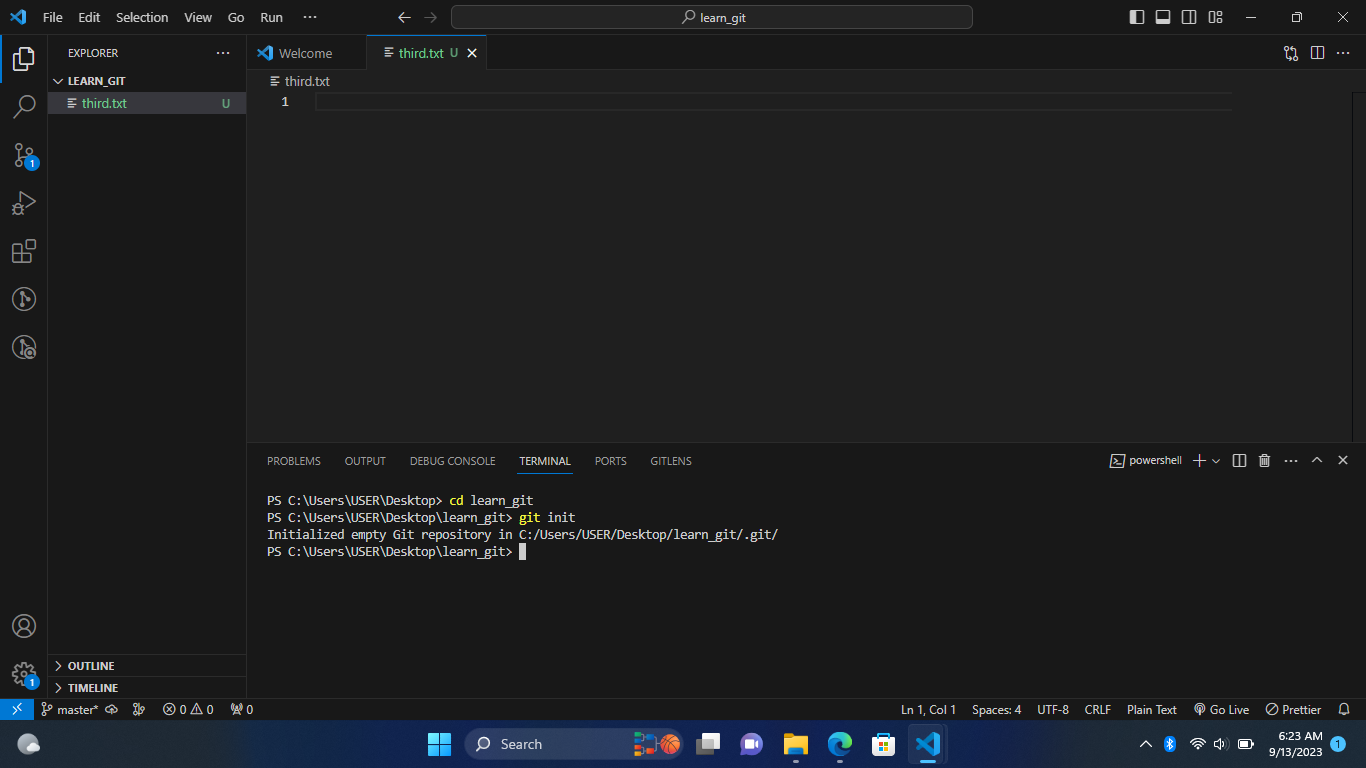 File Edit Selection View Go Run ···
learn_git
EXPLORER ···
LEARN_GIT
third.txt U
Welcome
third.txt U
third.txt
1
1
PROBLEMS OUTPUT DEBUG CONSOLE TERMINAL PORTS GITLENS
powershell
PS C:\Users\USER\Desktop> cd learn_git
PS C:\Users\USER\Desktop\learn_git> git init
Initialized empty Git repository in C:/Users/USER/Desktop/learn_git/.git/
PS C:\Users\USER\Desktop\learn_git>
OUTLINE
TIMELINE
1
master* 0 0 0
Ln 1, Col 1 Spaces: 4 UTF-8 CRLF Plain Text Go Live Prettier
Search
6:23 AM
9/13/2023
1